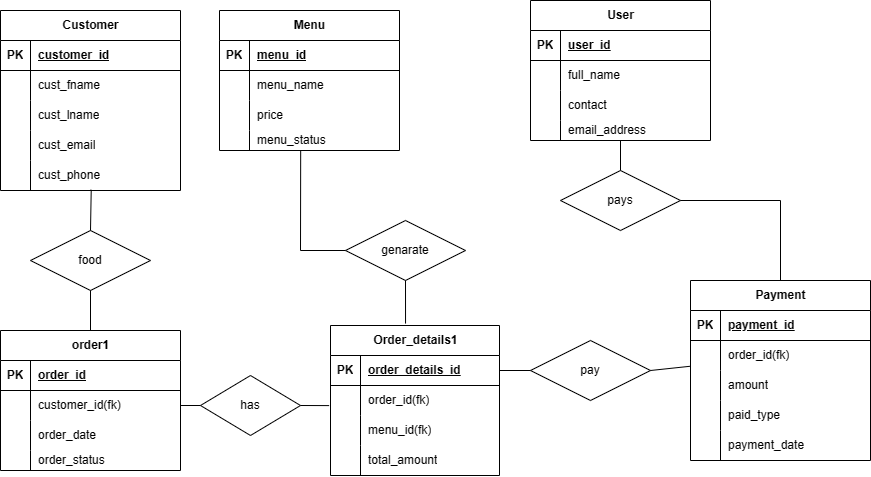 Customer
PK customer_id
cust_fname
cust_lname
cust_email
cust_phone
Menu
PK menu_id
menu_name
price
menu_status
User
PK user_id
full_name
contact
email_address
pays
food
genarate
order1
PK order_id
customer_id(fk)
order_date
order_status
has
Order_details1
PK order_details_id
order_id(fk)
menu_id(fk)
total_amount
pay
Payment
PK payment_id
order_id(fk)
amount
paid_type
payment_date